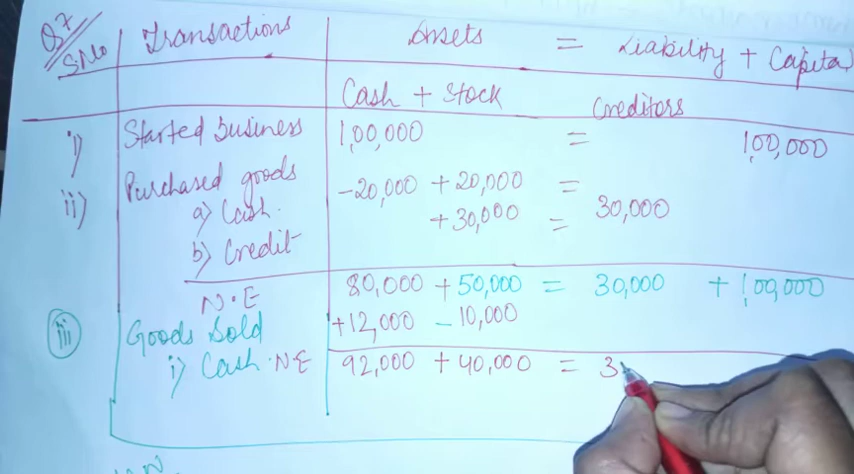 Q7
S.No Transactions Assets = Liability + Capital
Cash + Stock Creditors
i) Started business 1,00,000 = 1,00,000
ii) Purchased goods −20,000 + 20,000 =
a) Cash. +30,000 = 30,000
b) Credit
N.E 80,000 + 50,000 = 30,000 + 1,00,000
iii) Goods Sold +12,000 − 10,000
i) Cash N E 92,000 + 40,000 = 3